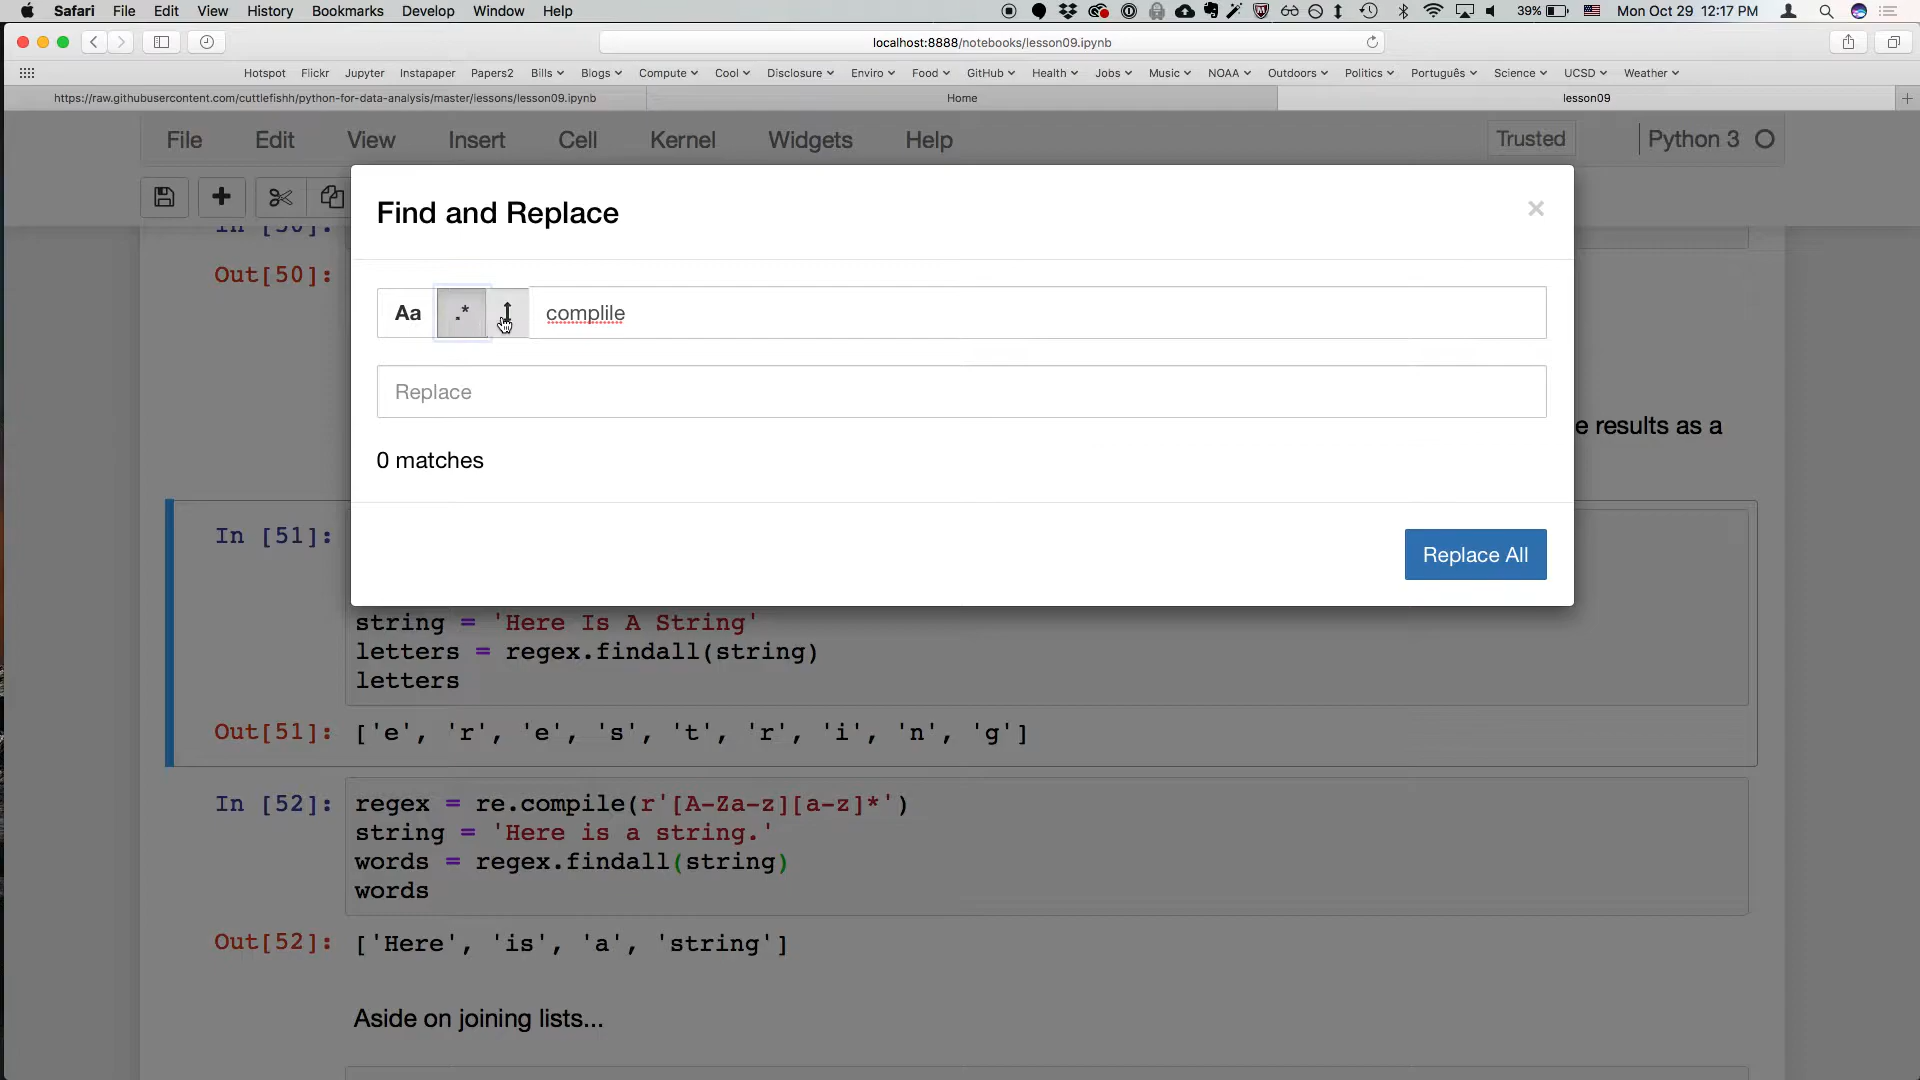 Safari File Edit View History Bookmarks Develop Window Help 39% Mon Oct 29 12:17 PM
localhost:8888/notebooks/lesson09.ipynb
Hotspot Flickr Jupyter Instapaper Papers2 Bills Blogs Compute Cool Disclosure Enviro Food GitHub Health Jobs Music NOAA Outdoors Politics Português Science UCSD Weather
https://raw.githubusercontent.com/cuttlefishh/python-for-data-analysis/master/lessons/lesson09.ipynb Home lesson09
File Edit View Insert Cell Kernel Widgets Help Trusted Python 3
Find and Replace
In [50]:
Out[50]:
Aa .* complile
Replace
e results as a
0 matches
In [51]:
Replace All
string = 'Here Is A String'
letters = regex.findall(string)
letters
Out[51]: ['e', 'r', 'e', 's', 't', 'r', 'i', 'n', 'g']
In [52]: regex = re.compile(r'[A-Za-z][a-z]*')
string = 'Here is a string.'
words = regex.findall(string)
words
Out[52]: ['Here', 'is', 'a', 'string']
Aside on joining lists...